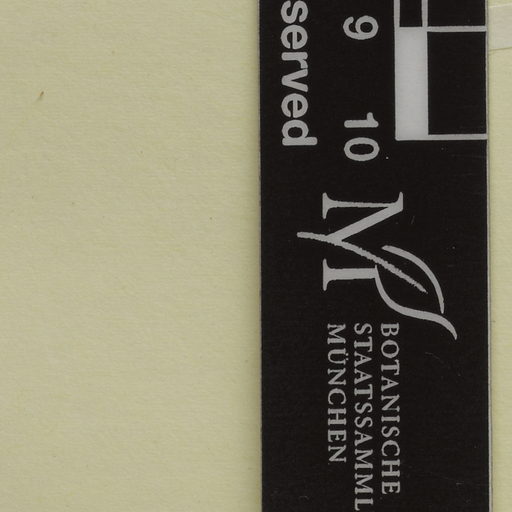 served
9 10
BOTANISCHE
STAATSSAMML
MÜNCHEN